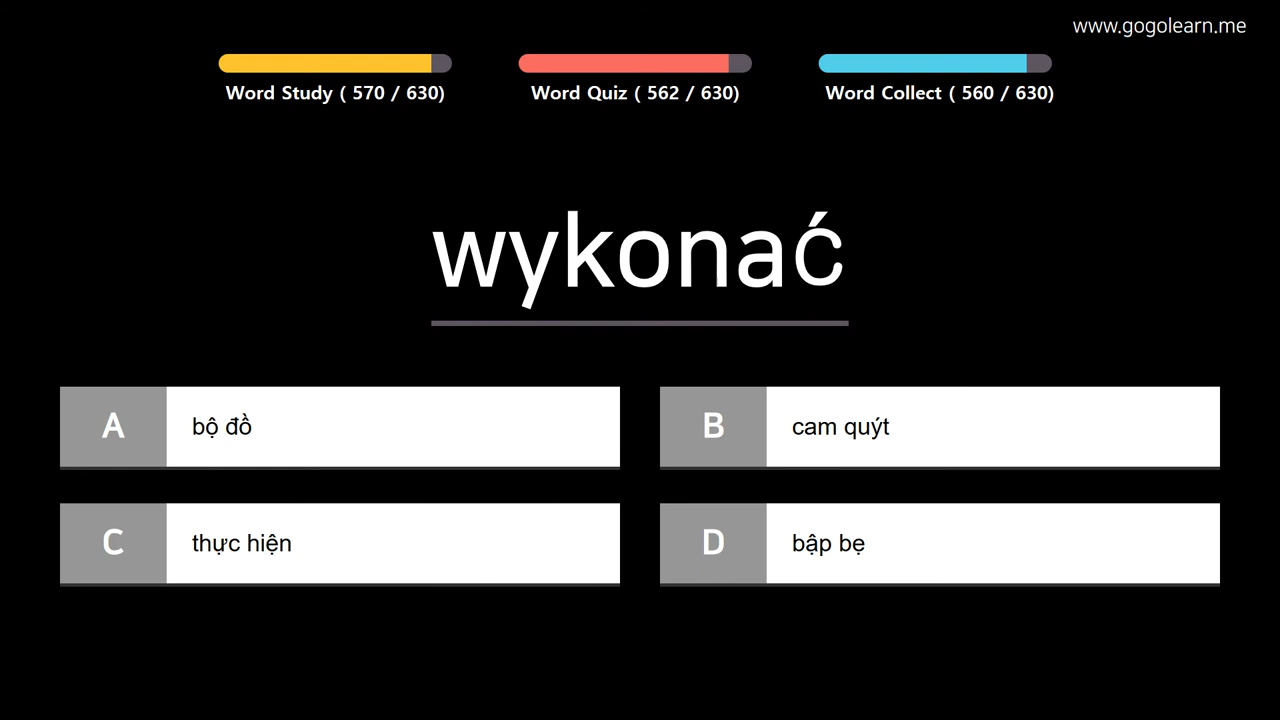 www.gogolearn.me
Word Study ( 570 / 630)
Word Quiz ( 562 / 630)
Word Collect ( 560 / 630)
wykonać
A bộ đồ
B cam quýt
C thực hiện
D bập bẹ